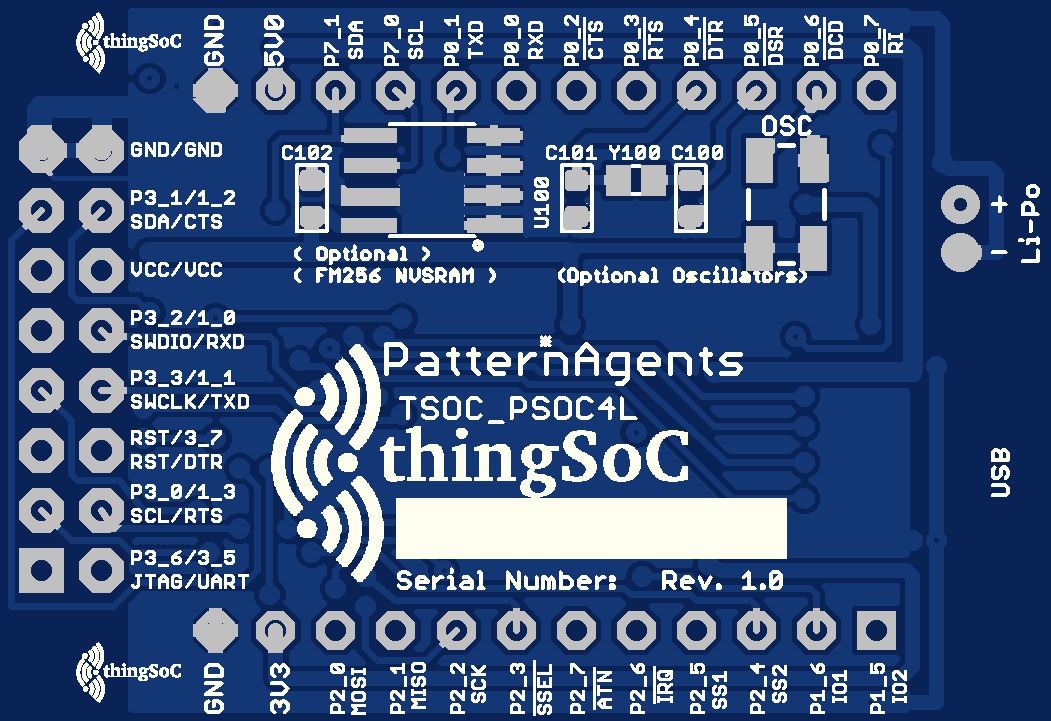 thingSoC
GND
5V0
P7_1
SDA
P7_0
SCL
P0_1
TXD
P0_0
RXD
P0_2
CTS
P0_3
RTS
P0_4
DTR
P0_5
DSR
P0_6
DCD
P0_7
RI
OSC
GND/GND
C102
C101 Y100 C100
U100
P3_1/1_2
SDA/CTS
+
-
Li-Po
( Optional )
( FM256 NVSRAM )
(Optional Oscillators)
VCC/VCC
P3_2/1_0
SWDIO/RXD
PatternAgents
P3_3/1_1
SWCLK/TXD
TSOC_PSOC4L
thingSoC
RST/3_7
RST/DTR
USB
P3_0/1_3
SCL/RTS
P3_6/3_5
JTAG/UART
Serial Number: Rev. 1.0
thingSoC
GND
3V3
P2_0
MOSI
P2_1
MISO
P2_2
SCK
P2_3
SSEL
P2_7
ATN
P2_6
IRQ
P2_5
SS1
P2_4
SS2
P1_6
IO1
P1_5
IO2